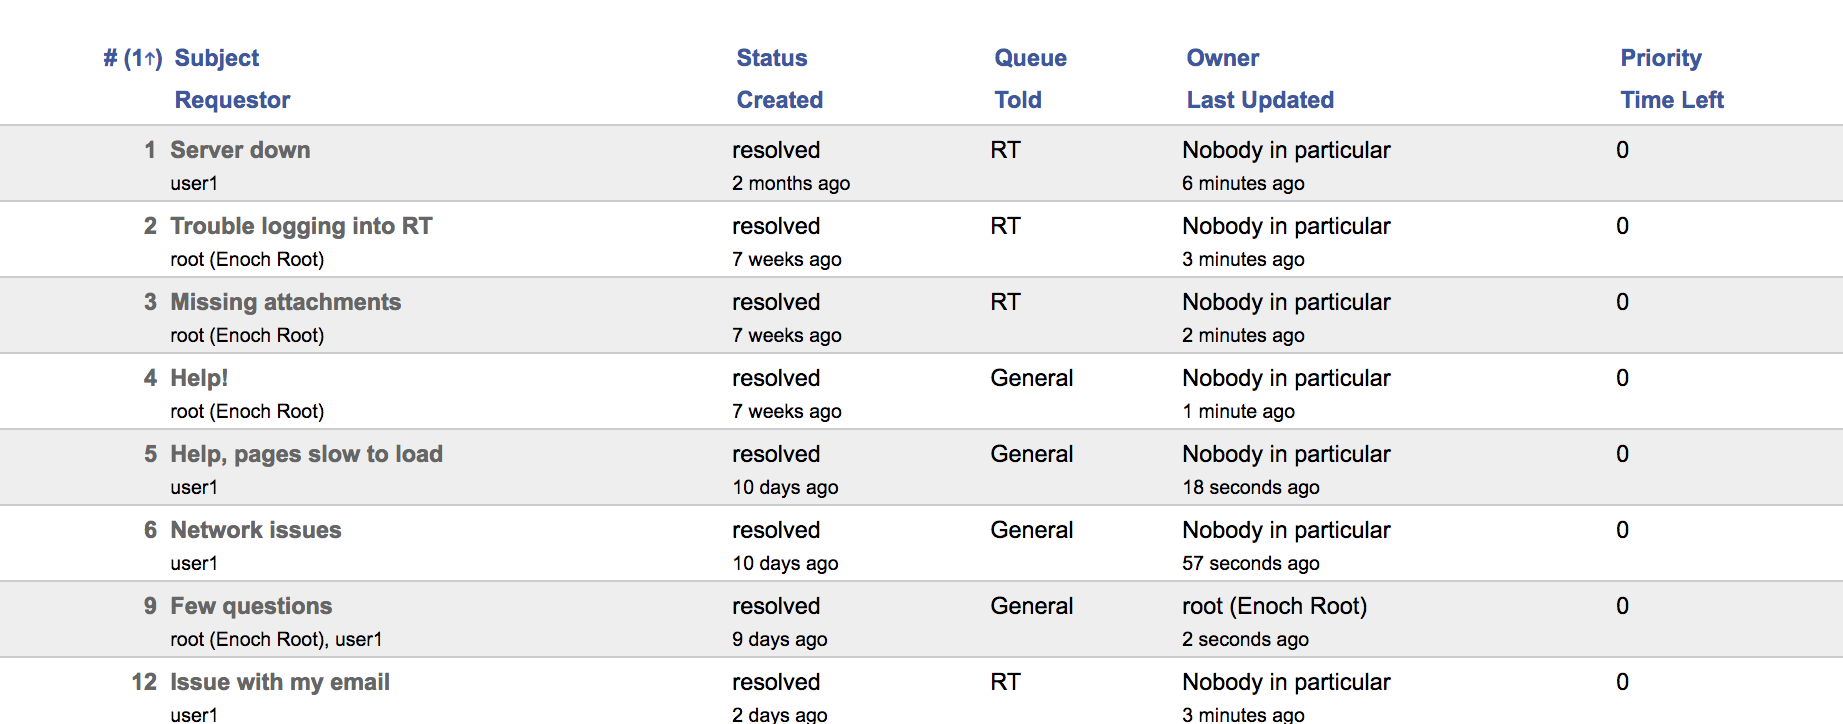 # (1↑) Subject Status Queue Owner Priority
Requestor Created Told Last Updated Time Left
1 Server down resolved RT Nobody in particular 0
user1 2 months ago 6 minutes ago
2 Trouble logging into RT resolved RT Nobody in particular 0
root (Enoch Root) 7 weeks ago 3 minutes ago
3 Missing attachments resolved RT Nobody in particular 0
root (Enoch Root) 7 weeks ago 2 minutes ago
4 Help! resolved General Nobody in particular 0
root (Enoch Root) 7 weeks ago 1 minute ago
5 Help, pages slow to load resolved General Nobody in particular 0
user1 10 days ago 18 seconds ago
6 Network issues resolved General Nobody in particular 0
user1 10 days ago 57 seconds ago
9 Few questions resolved General root (Enoch Root) 0
root (Enoch Root), user1 9 days ago 2 seconds ago
12 Issue with my email resolved RT Nobody in particular 0
user1 2 days ago 3 minutes ago